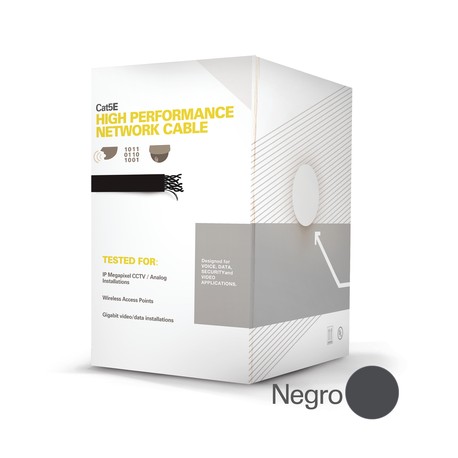 Cat5E
HIGH PERFORMANCE
NETWORK CABLE
1011
0110
1001
TESTED FOR:
IP Megapixel CCTV / Analog
Installations
Wireless Access Points
Gigabit video/data installations
Designed for
VOICE, DATA,
SECURITY and
VIDEO
APPLICATIONS.
Negro